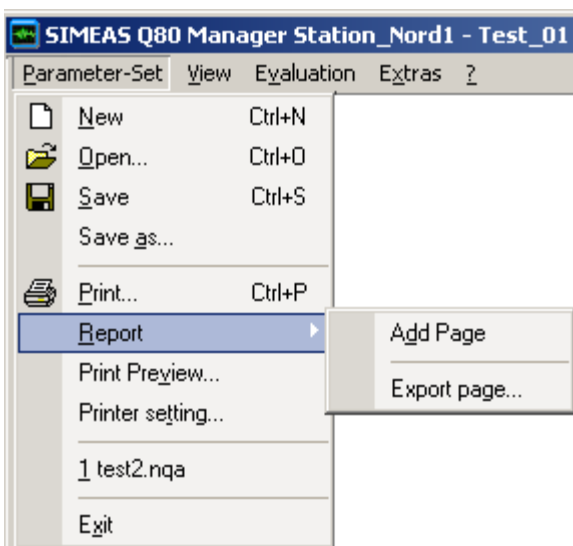 SIMEAS Q80 Manager Station_Nord1 - Test_01
Parameter-Set View Evaluation Extras ?
New Ctrl+N
Open... Ctrl+O
Save Ctrl+S
Save as...
Print... Ctrl+P
Report
Add Page
Export page...
Print Preview...
Printer setting...
1 test2.nqa
Exit